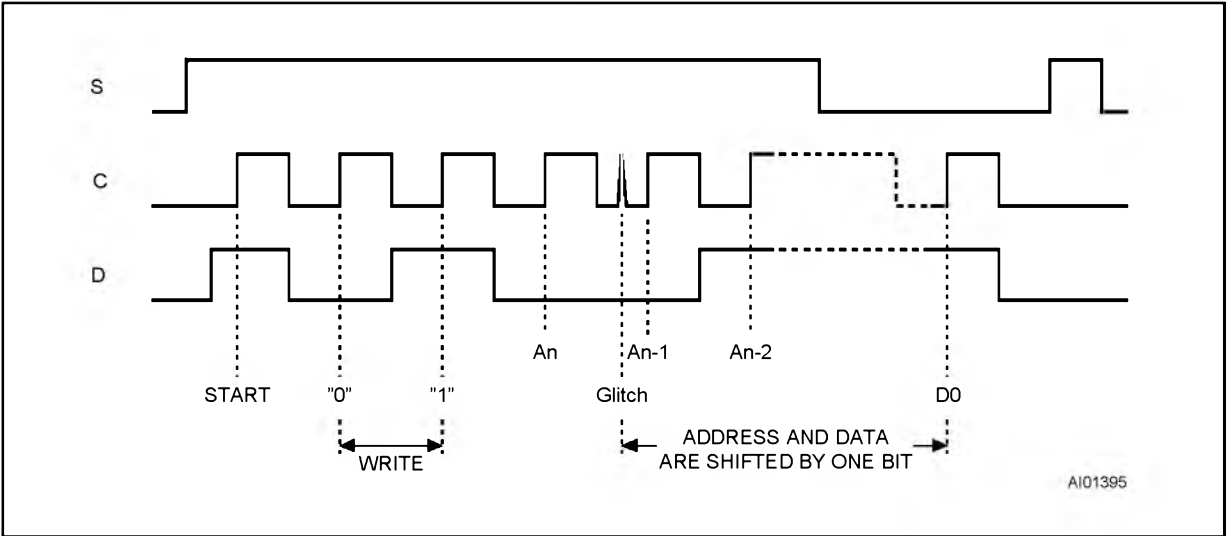 S
C
D
An
An-1
An-2
START
"0"
"1"
Glitch
D0
WRITE
ADDRESS AND DATA
ARE SHIFTED BY ONE BIT
AI01395